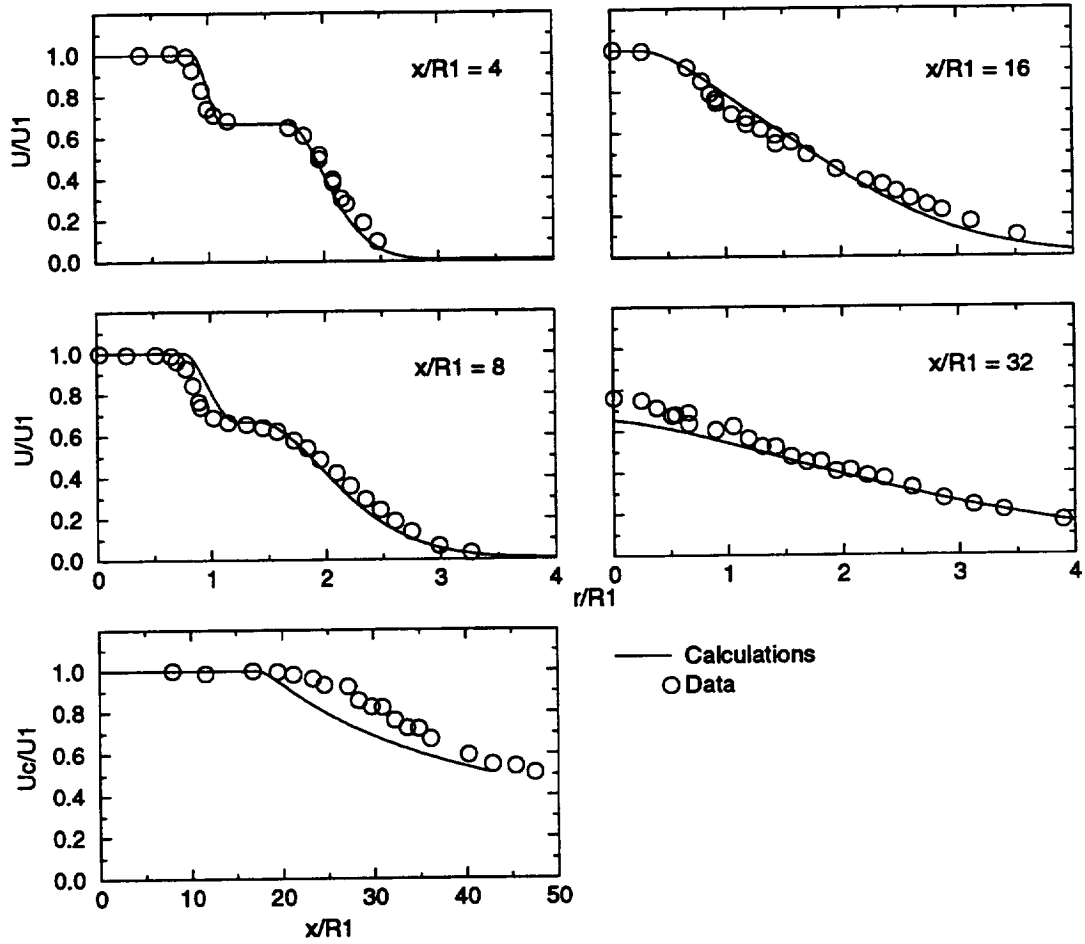 1.0
0.8
0.6
0.4
0.2
0.0
U/U1
x/R1 = 4
x/R1 = 16
1.0
0.8
0.6
0.4
0.2
0.0
U/U1
x/R1 = 8
0 1 2 3 4
x/R1 = 32
0 1 2 3 4
r/R1
1.0
0.8
0.6
0.4
0.2
0.0
Uc/U1
0 10 20 30 40 50
x/R1
Calculations
Data